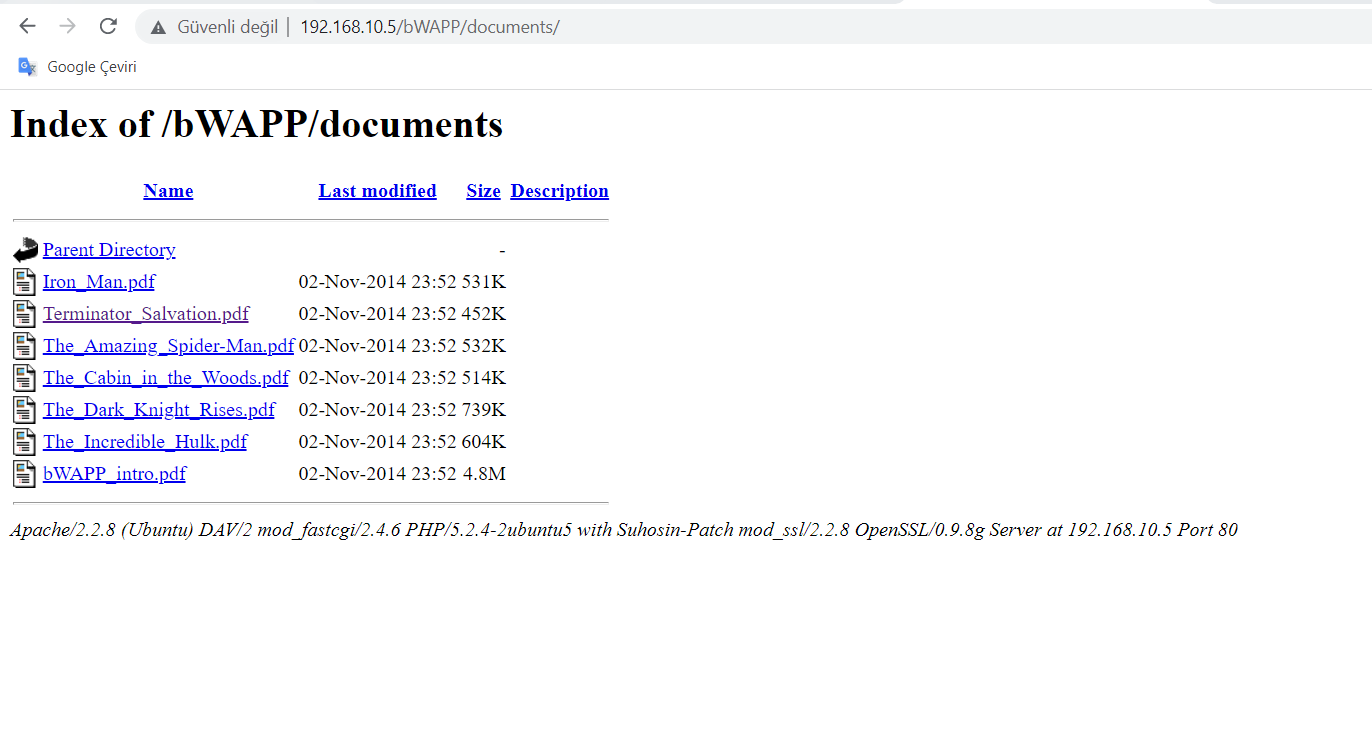 Güvenli değil | 192.168.10.5/bWAPP/documents/
Google Çeviri
Index of /bWAPP/documents
Name Last modified Size Description
Parent Directory -
Iron_Man.pdf 02-Nov-2014 23:52 531K
Terminator_Salvation.pdf 02-Nov-2014 23:52 452K
The_Amazing_Spider-Man.pdf 02-Nov-2014 23:52 532K
The_Cabin_in_the_Woods.pdf 02-Nov-2014 23:52 514K
The_Dark_Knight_Rises.pdf 02-Nov-2014 23:52 739K
The_Incredible_Hulk.pdf 02-Nov-2014 23:52 604K
bWAPP_intro.pdf 02-Nov-2014 23:52 4.8M
Apache/2.2.8 (Ubuntu) DAV/2 mod_fastcgi/2.4.6 PHP/5.2.4-2ubuntu5 with Suhosin-Patch mod_ssl/2.2.8 OpenSSL/0.9.8g Server at 192.168.10.5 Port 80